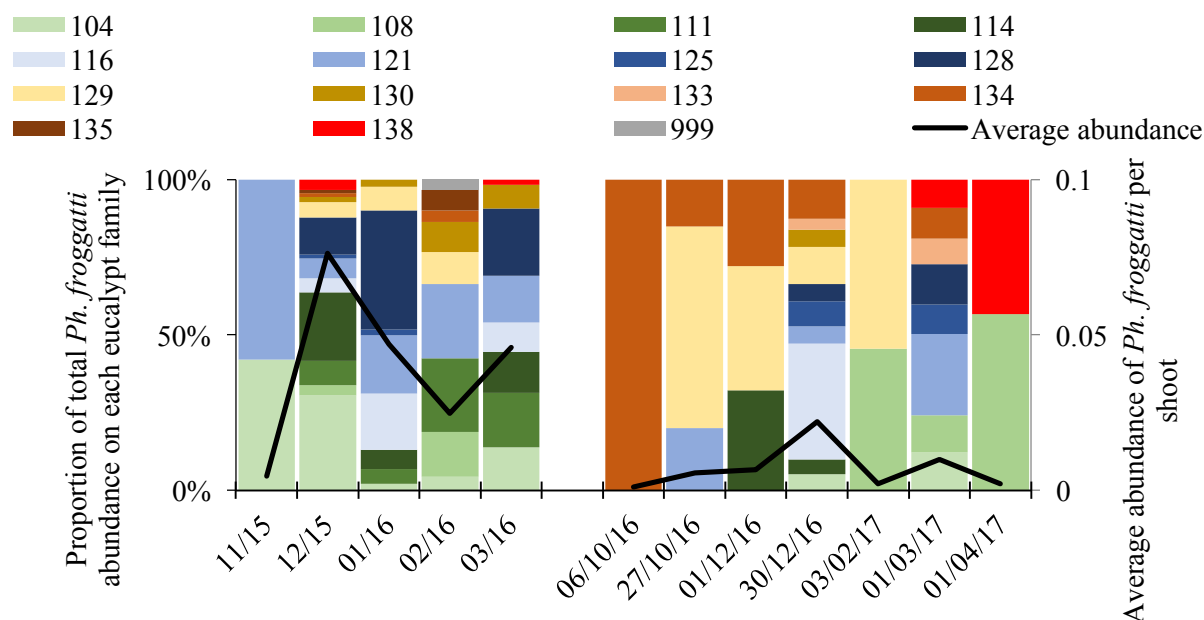 104 108 111 114
116 121 125 128
129 130 133 134
135 138 999 Average abundance
Proportion of total Ph. froggatti
abundance on each eucalypt family
100%
50%
0%
0.1
0.05
0
Average abundance of Ph. froggatti per
shoot
11/15
12/15
01/16
02/16
03/16
06/10/16
27/10/16
01/12/16
30/12/16
03/02/17
01/03/17
01/04/17